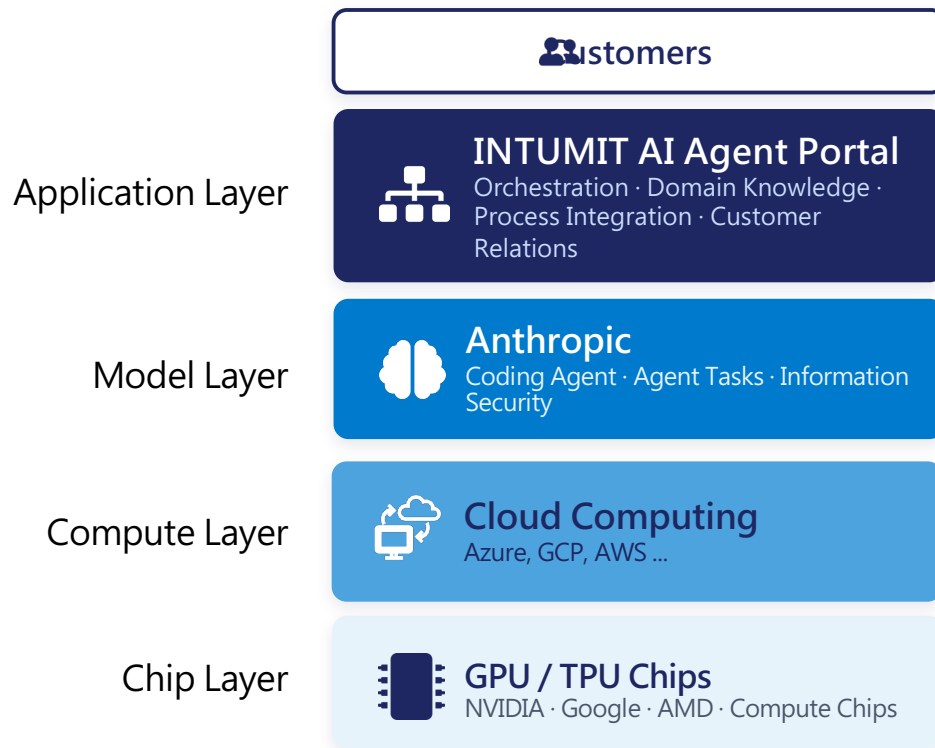 Customers
Application Layer
INTUMIT AI Agent Portal
Orchestration · Domain Knowledge ·
Process Integration · Customer
Relations
Model Layer
Anthropic
Coding Agent · Agent Tasks · Information
Security
Compute Layer
Cloud Computing
Azure, GCP, AWS ...
Chip Layer
GPU / TPU Chips
NVIDIA · Google · AMD · Compute Chips